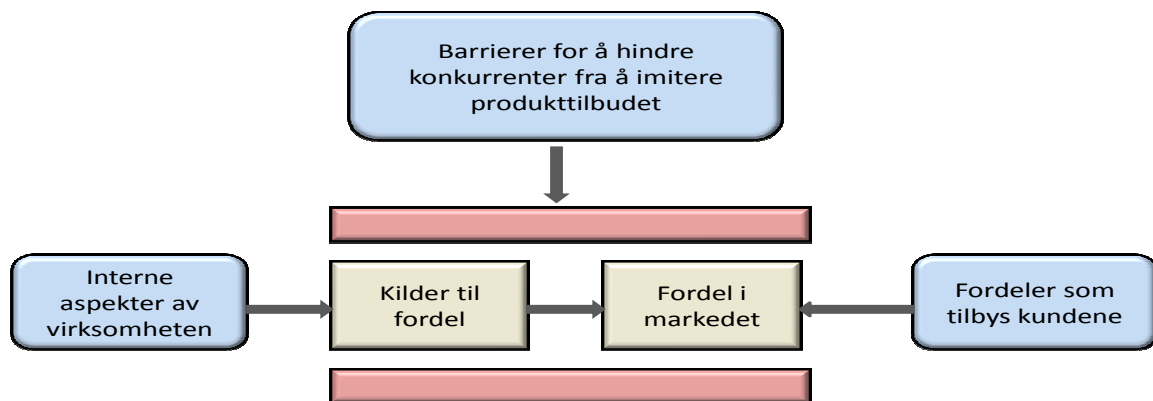 Barrierer for å hindre
konkurrenter fra å imitere
produkttilbudet
Interne
aspekter av
virksomheten
Kilder til
fordel
Fordel i
markedet
Fordeler som
tilbys kundene